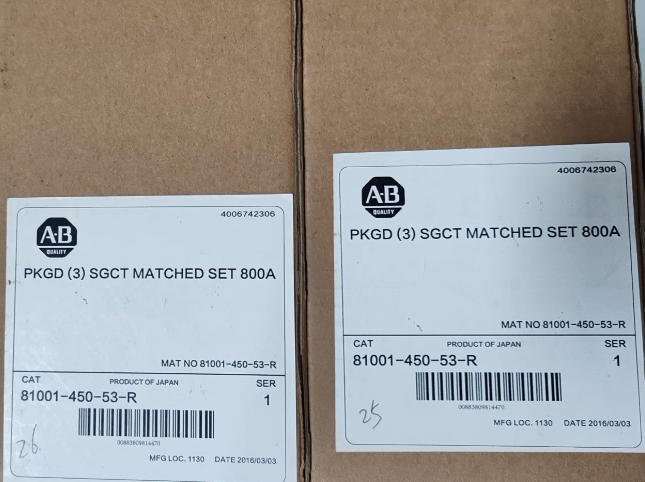 4006742306
A-B
QUALITY
PKGD (3) SGCT MATCHED SET 800A
MAT NO 81001-450-53-R
CAT PRODUCT OF JAPAN SER
81001-450-53-R 1
00883809814470
26
MFG LOC. 1130 DATE 2016/03/03
4006742306
A-B
QUALITY
PKGD (3) SGCT MATCHED SET 800A
MAT NO 81001-450-53-R
CAT PRODUCT OF JAPAN SER
81001-450-53-R 1
00883809814470
25
MFG LOC. 1130 DATE 2016/03/03